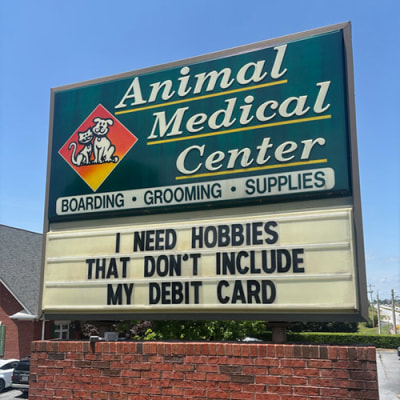 Animal
Medical
Center
BOARDING • GROOMING • SUPPLIES
I NEED HOBBIES
THAT DON'T INCLUDE
MY DEBIT CARD